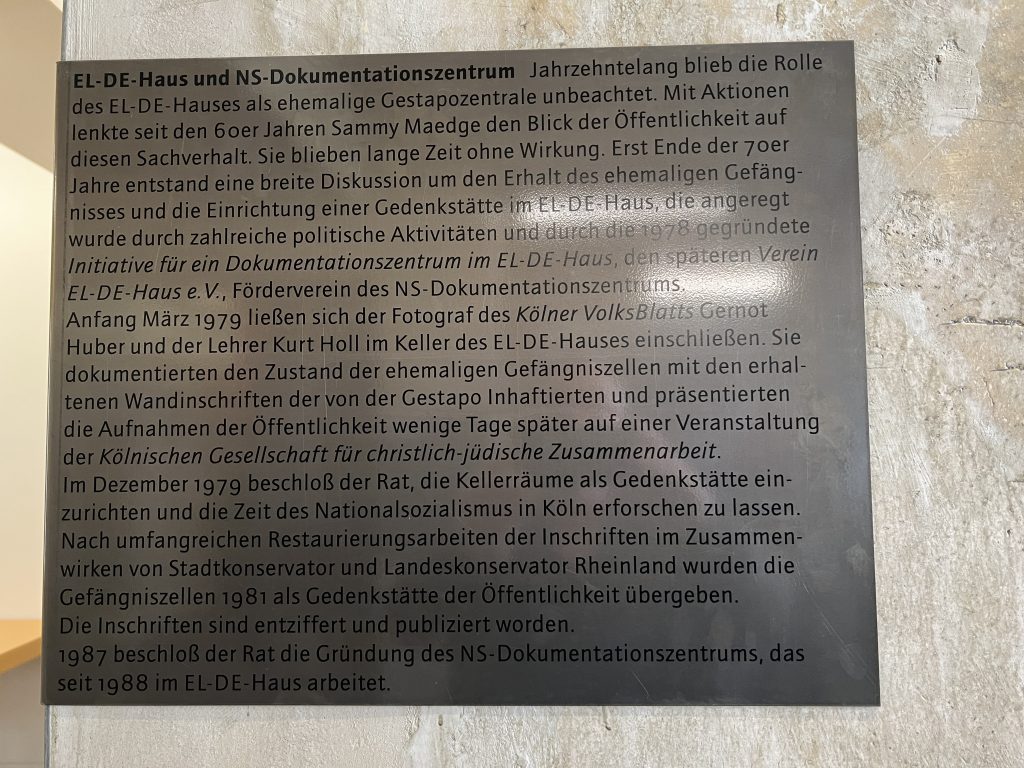 EL-DE-Haus und NS-Dokumentationszentrum Jahrzehntelang blieb die Rolle
des EL-DE-Hauses als ehemalige Gestapozentrale unbeachtet. Mit Aktionen
lenkte seit den 60er Jahren Sammy Maedge den Blick der Öffentlichkeit auf
diesen Sachverhalt. Sie blieben lange Zeit ohne Wirkung. Erst Ende der 70er
Jahre entstand eine breite Diskussion um den Erhalt des ehemaligen Gefäng-
nisses und die Einrichtung einer Gedenkstätte im EL-DE-Haus, die angeregt
wurde durch zahlreiche politische Aktivitäten und durch die 1978 gegründete
Initiative für ein Dokumentationszentrum im EL-DE-Haus, den späteren Verein
EL-DE-Haus e.V., Förderverein des NS-Dokumentationszentrums.
Anfang März 1979 ließen sich der Fotograf des Kölner VolksBlatts Gernot
Huber und der Lehrer Kurt Holl im Keller des EL-DE-Hauses einschließen. Sie
dokumentierten den Zustand der ehemaligen Gefängniszellen mit den erhal-
tenen Wandinschriften der von der Gestapo Inhaftierten und präsentierten
die Aufnahmen der Öffentlichkeit wenige Tage später auf einer Veranstaltung
der Kölnischen Gesellschaft für christlich-jüdische Zusammenarbeit.
Im Dezember 1979 beschloß der Rat, die Kellerräume als Gedenkstätte ein-
zurichten und die Zeit des Nationalsozialismus in Köln erforschen zu lassen.
Nach umfangreichen Restaurierungsarbeiten der Inschriften im Zusammen-
wirken von Stadtkonservator und Landeskonservator Rheinland wurden die
Gefängniszellen 1981 als Gedenkstätte der Öffentlichkeit übergeben.
Die Inschriften sind entziffert und publiziert worden.
1987 beschloß der Rat die Gründung des NS-Dokumentationszentrums, das
seit 1988 im EL-DE-Haus arbeitet.